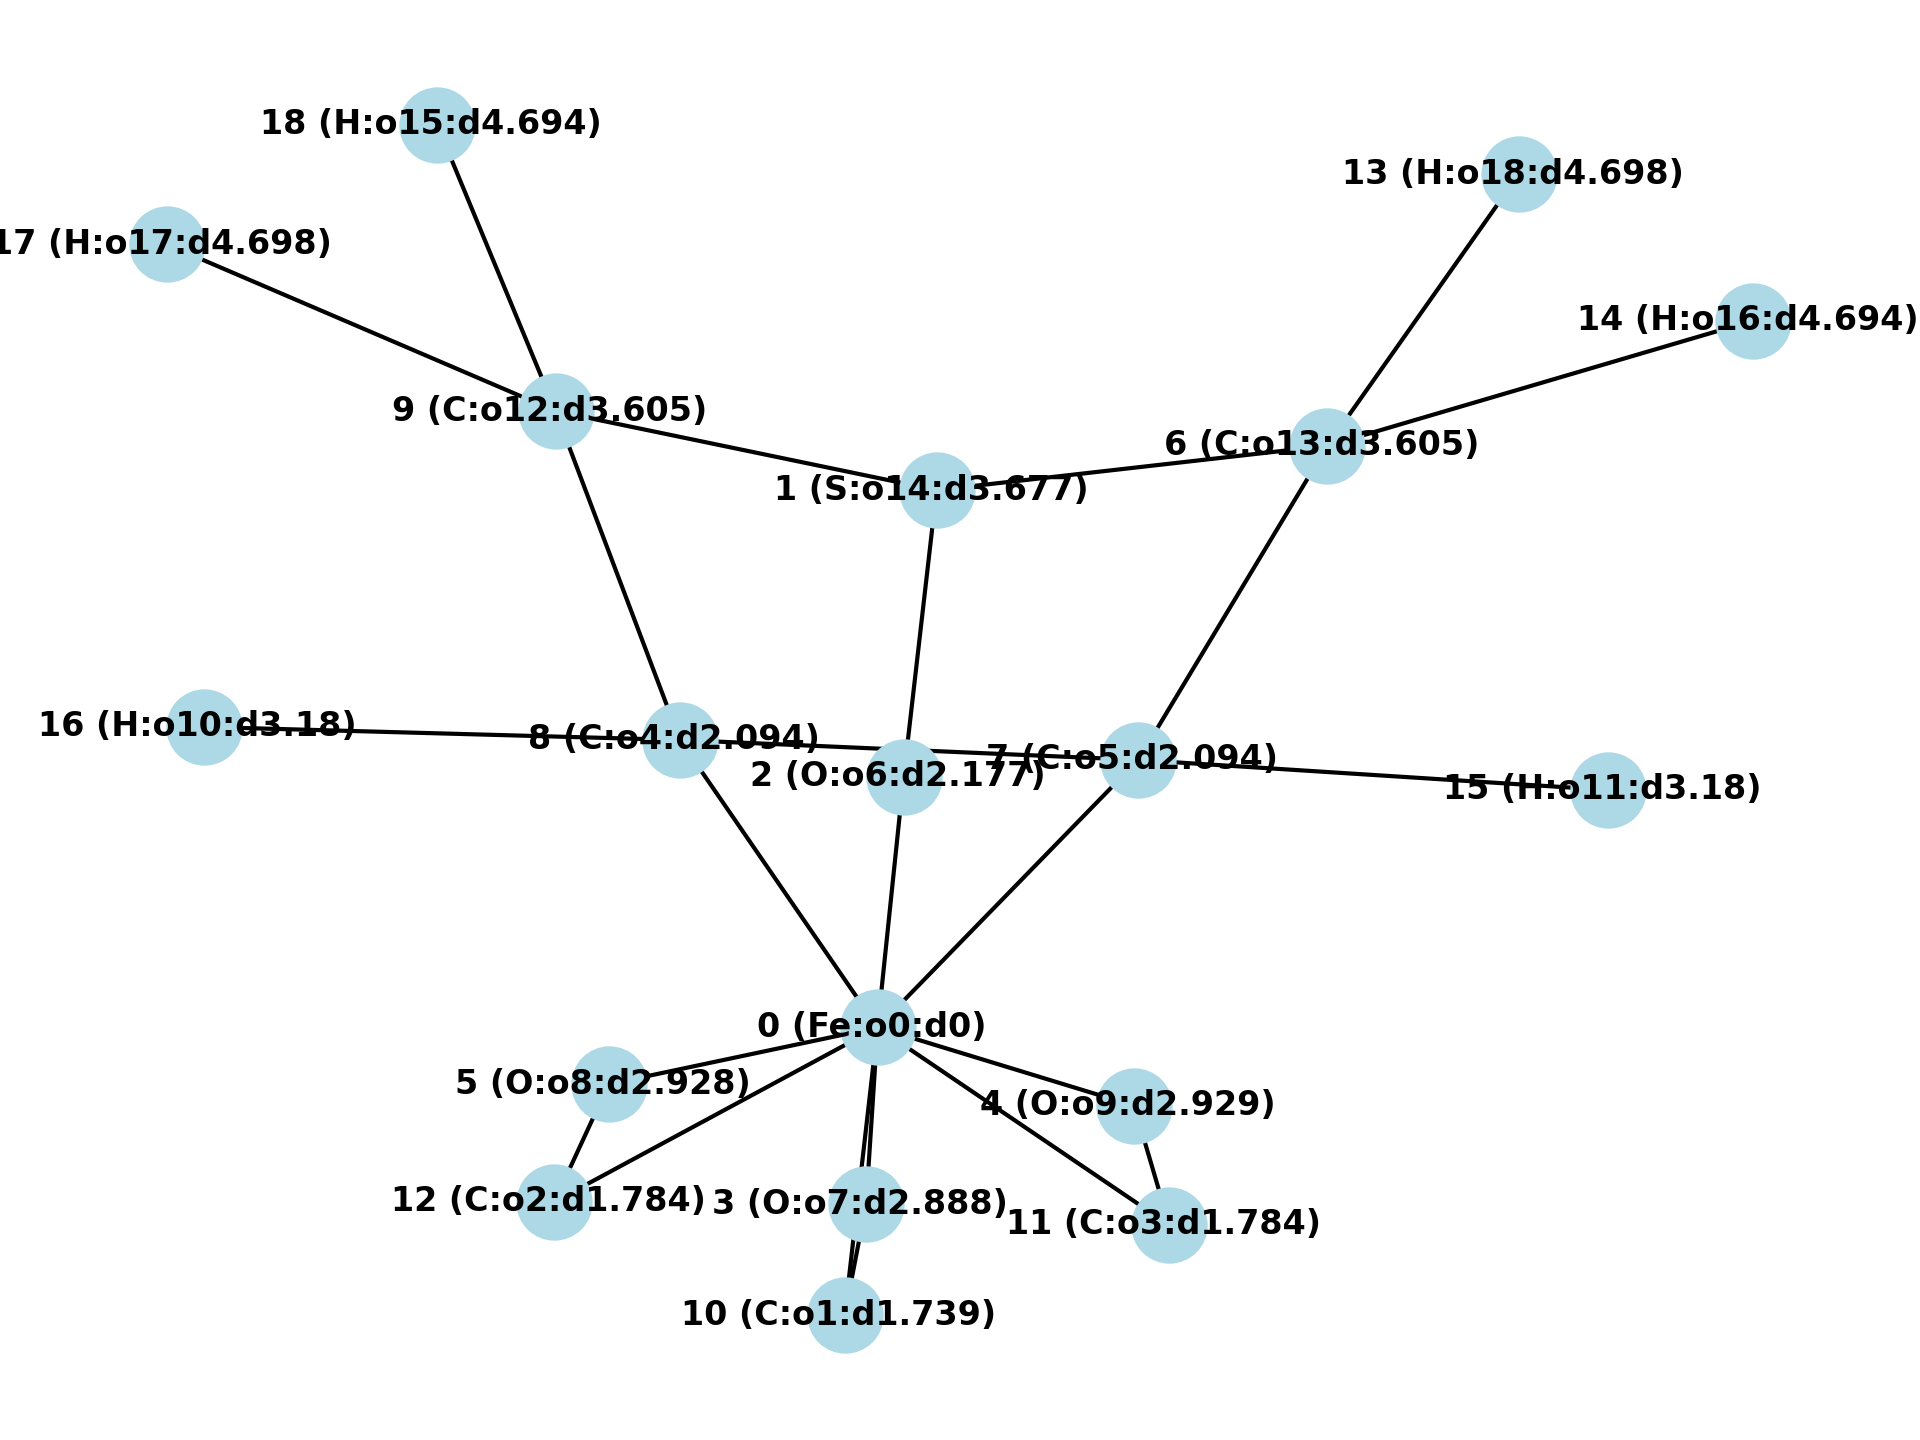 18 (H:o15:d4.694)
13 (H:o18:d4.698)
17 (H:o17:d4.698)
14 (H:o16:d4.694)
9 (C:o12:d3.605)
6 (C:o13:d3.605)
1 (S:o14:d3.677)
16 (H:o10:d3.18)
8 (C:o4:d2.094)
7 (C:o5:d2.094)
2 (O:o6:d2.177)
15 (H:o11:d3.18)
0 (Fe:o0:d0)
5 (O:o8:d2.928)
4 (O:o9:d2.929)
12 (C:o2:d1.784)
3 (O:o7:d2.888)
11 (C:o3:d1.784)
10 (C:o1:d1.739)